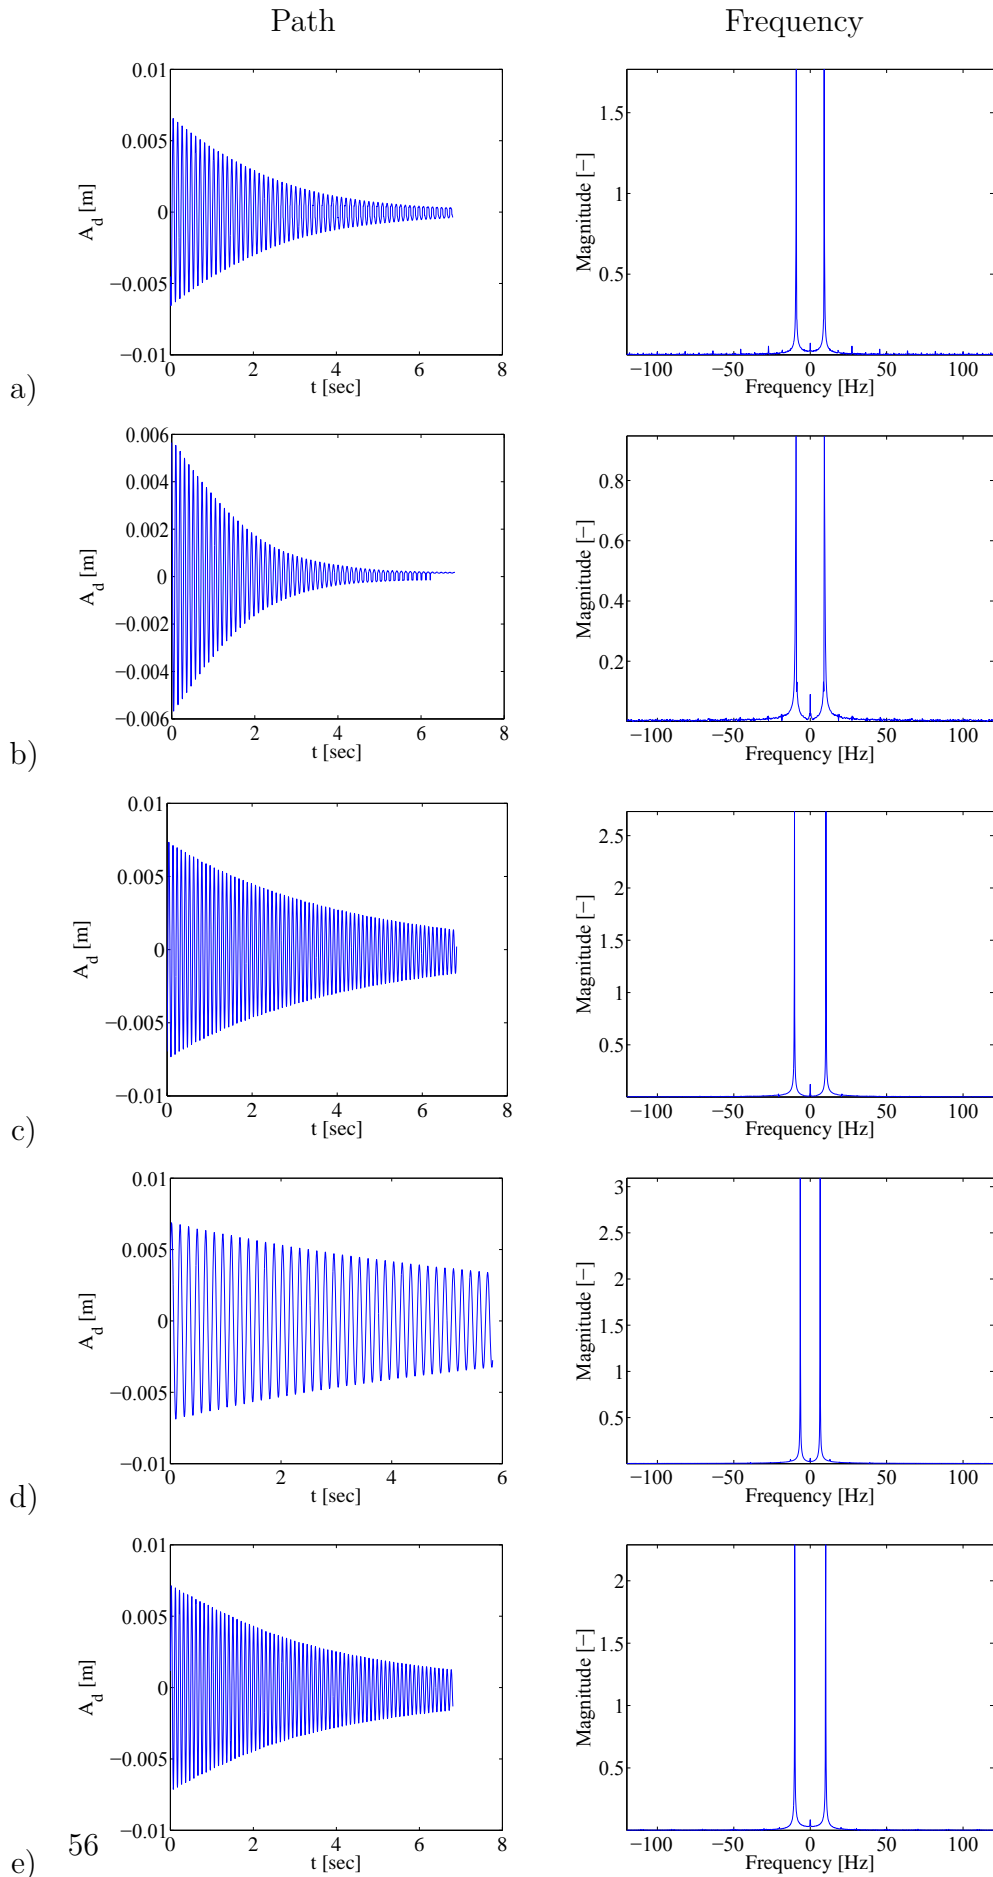 Path Frequency
0.01
0.005
0
−0.005
−0.01
A_d [m]
0 2 4 6 8
t [sec]
1.5
1
0.5
Magnitude [−]
−100 −50 0 50 100
Frequency [Hz]
a)
0.006
0.004
0.002
0
−0.002
−0.004
−0.006
A_d [m]
0 2 4 6 8
t [sec]
0.8
0.6
0.4
0.2
Magnitude [−]
−100 −50 0 50 100
Frequency [Hz]
b)
0.01
0.005
0
−0.005
−0.01
A_d [m]
0 2 4 6 8
t [sec]
2.5
2
1.5
1
0.5
Magnitude [−]
−100 −50 0 50 100
Frequency [Hz]
c)
0.01
0.005
0
−0.005
−0.01
A_d [m]
0 2 4 6
t [sec]
3
2.5
2
1.5
1
0.5
Magnitude [−]
−100 −50 0 50 100
Frequency [Hz]
d)
0.01
0.005
0
−0.005
−0.01
A_d [m]
0 2 4 6 8
t [sec]
2
1.5
1
0.5
Magnitude [−]
−100 −50 0 50 100
Frequency [Hz]
56
e)